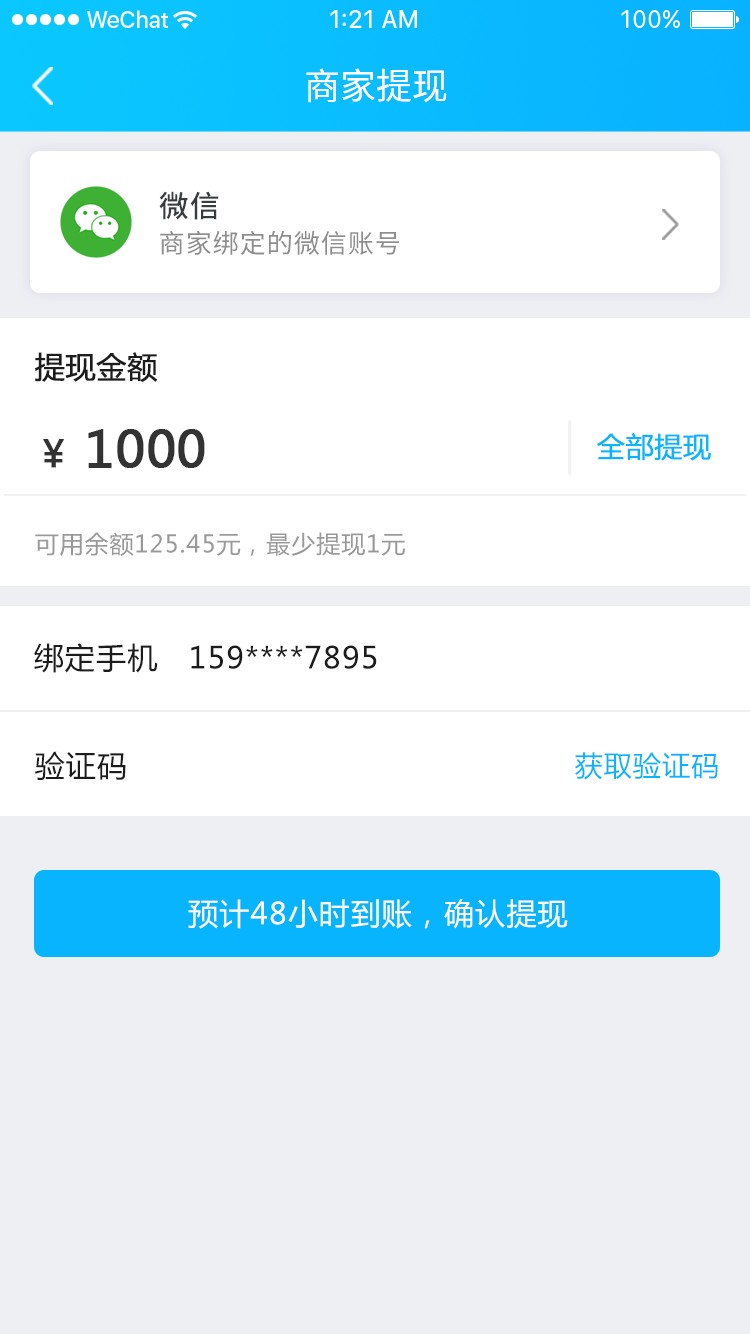 ●●●●● WeChat 1:21 AM 100%
商家提现
微信
商家绑定的微信账号
提现金额
¥ 1000 全部提现
可用余额125.45元，最少提现1元
绑定手机 159****7895
验证码 获取验证码
预计48小时到账，确认提现